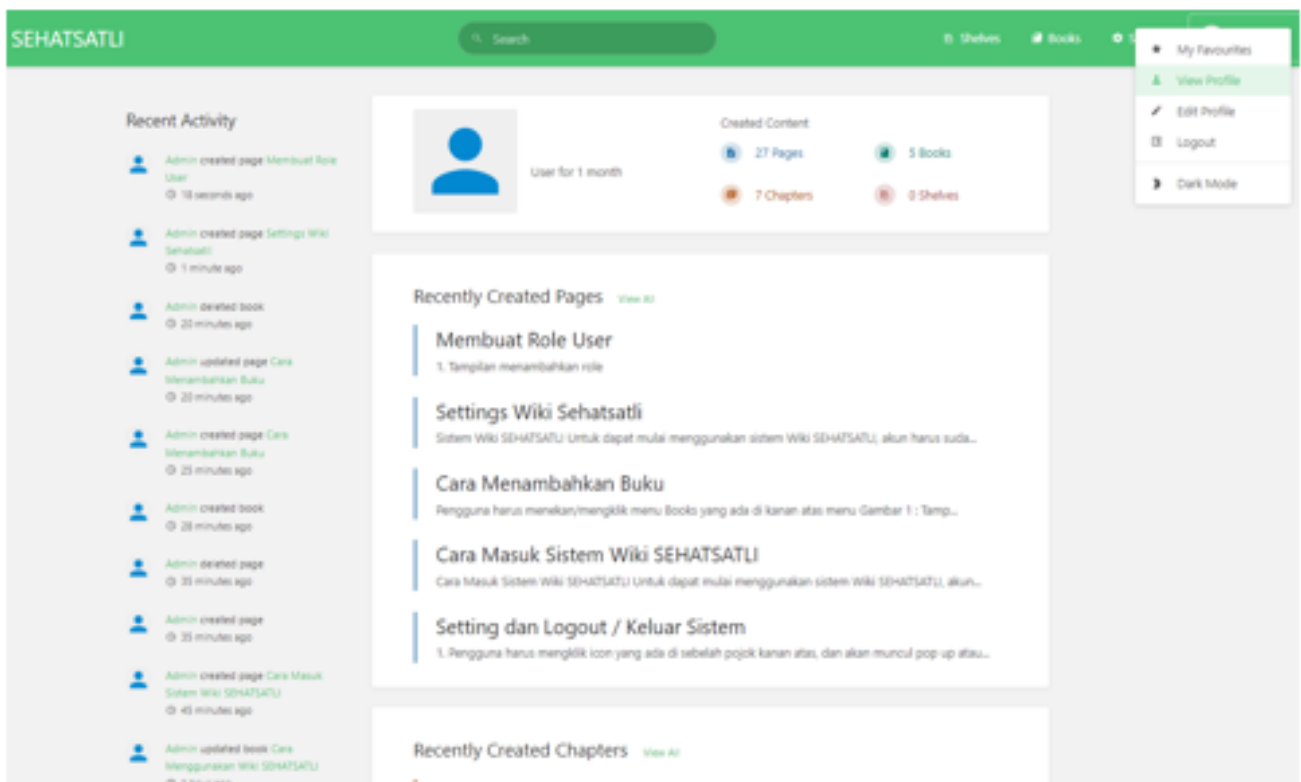 SEHATSATLI
Search
Shelves
Books
My Favourites
View Profile
Edit Profile
Logout
Dark Mode
Recent Activity
Admin created page Membuat Role
User
18 seconds ago
Admin created page Settings Wiki
Sehatsatli
1 minute ago
Admin deleted book
20 minutes ago
Admin updated page Cara
Menambahkan Buku
20 minutes ago
Admin created page Cara
Menambahkan Buku
25 minutes ago
Admin created book
28 minutes ago
Admin deleted page
35 minutes ago
Admin created page
35 minutes ago
Admin created page Cara Masuk
Sistem Wiki SEHATSATLI
45 minutes ago
Admin updated book Cara
Menggunakan Wiki SEHATSATLI
User for 1 month
Created Content
27 Pages
5 Books
7 Chapters
0 Shelves
Recently Created Pages View All
Membuat Role User
1. Tampilan menambahkan role
Settings Wiki Sehatsatli
Sistem Wiki SEHATSATLI Untuk dapat mulai menggunakan sistem Wiki SEHATSATLI, akun harus suda...
Cara Menambahkan Buku
Pengguna harus menekan/mengklik menu Books yang ada di kanan atas menu Gambar 1 : Tamp...
Cara Masuk Sistem Wiki SEHATSATLI
Cara Masuk Sistem Wiki SEHATSATLI Untuk dapat mulai menggunakan sistem Wiki SEHATSATLI, akun...
Setting dan Logout / Keluar Sistem
1. Pengguna harus mengklik icon yang ada di sebelah pojok kanan atas, dan akan muncul pop up atau...
Recently Created Chapters View All